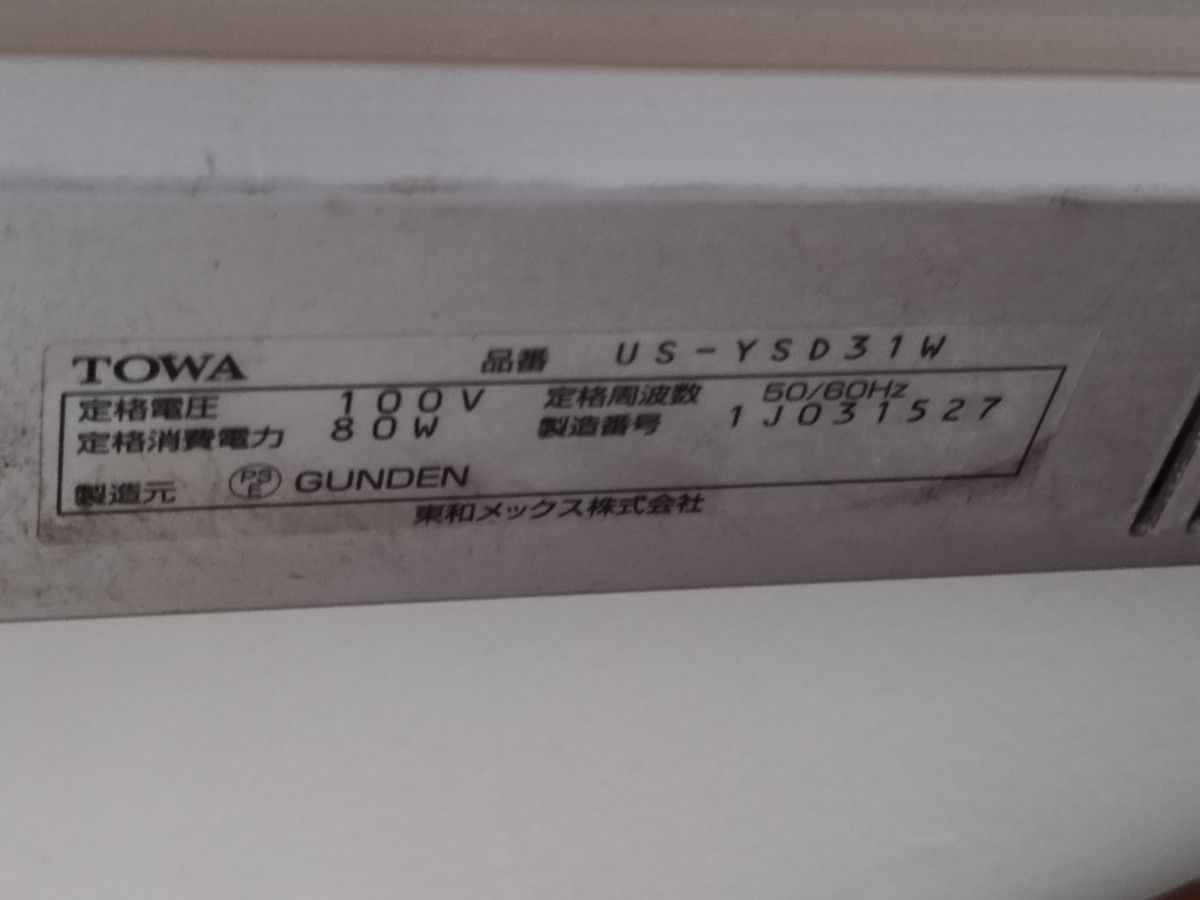 TOWA 品番 US-YSD31W
定格電圧 100V 定格周波数 50/60Hz
定格消費電力 80W 製造番号 1J031527
製造元 PSE GUNDEN
東和メックス株式会社